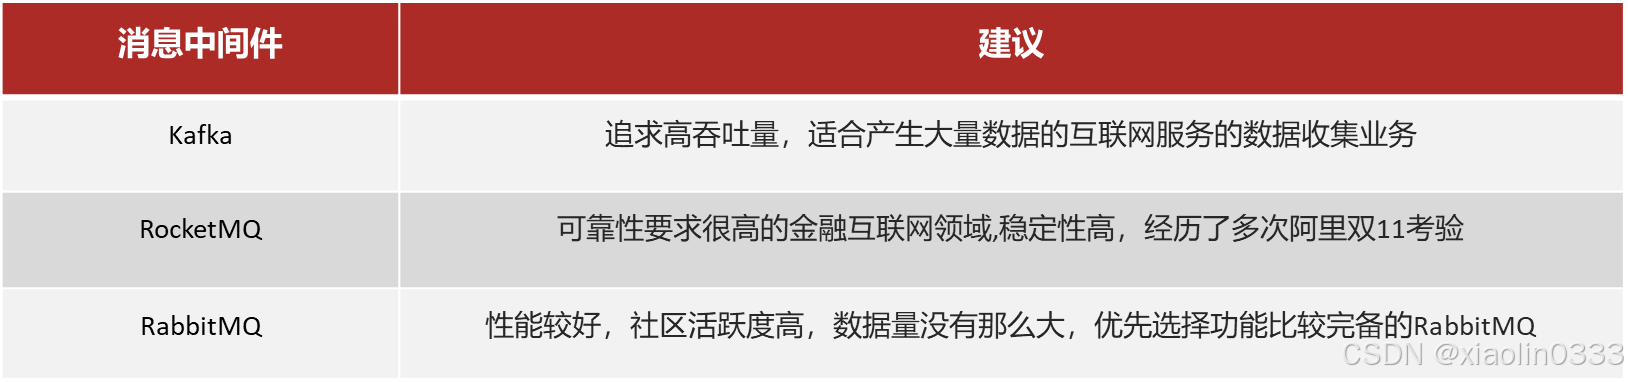 消息中间件 建议
Kafka 追求高吞吐量，适合产生大量数据的互联网服务的数据收集业务
RocketMQ 可靠性要求很高的金融互联网领域,稳定性高，经历了多次阿里双11考验
RabbitMQ 性能较好，社区活跃度高，数据量没有那么大，优先选择功能比较完备的RabbitMQ
CSDN @xiaolin0333